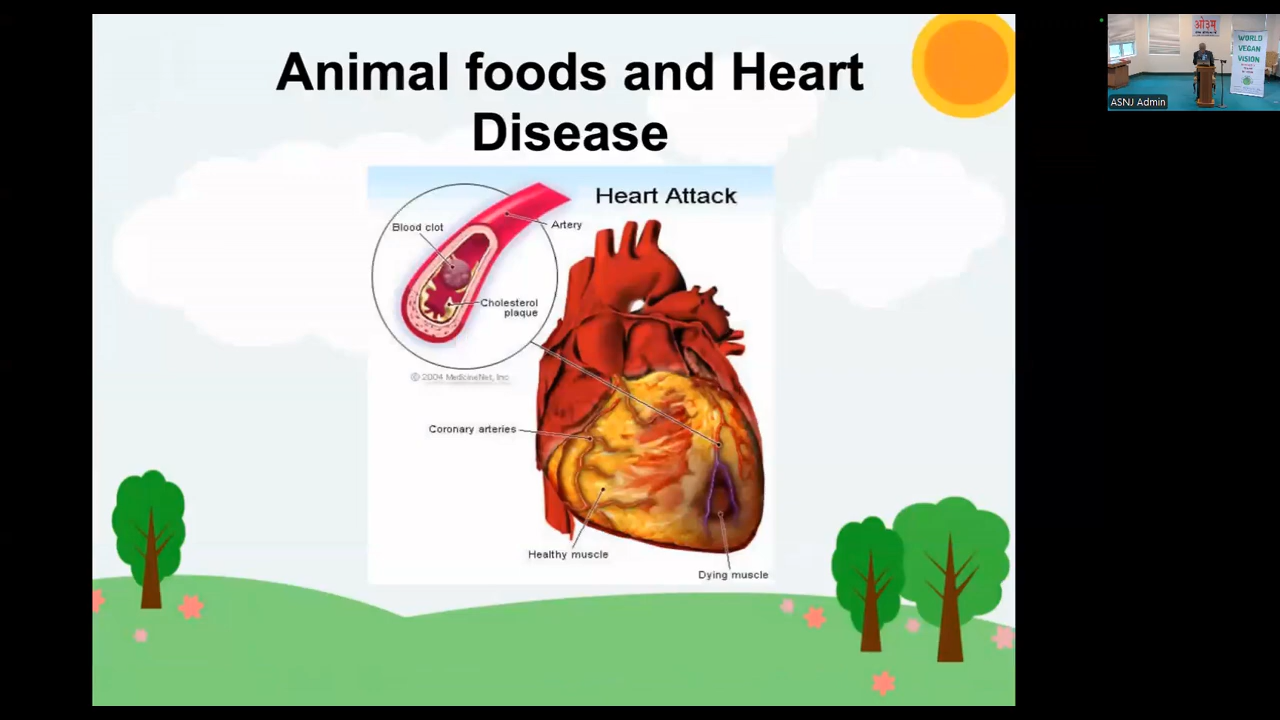 Animal foods and Heart
Disease
Heart Attack
Blood clot
Artery
Cholesterol
plaque
© 2004 MedicineNet, Inc
Coronary arteries
Healthy muscle
Dying muscle
ओ३म्
WORLD
VEGAN
VISION
ASNJ Admin